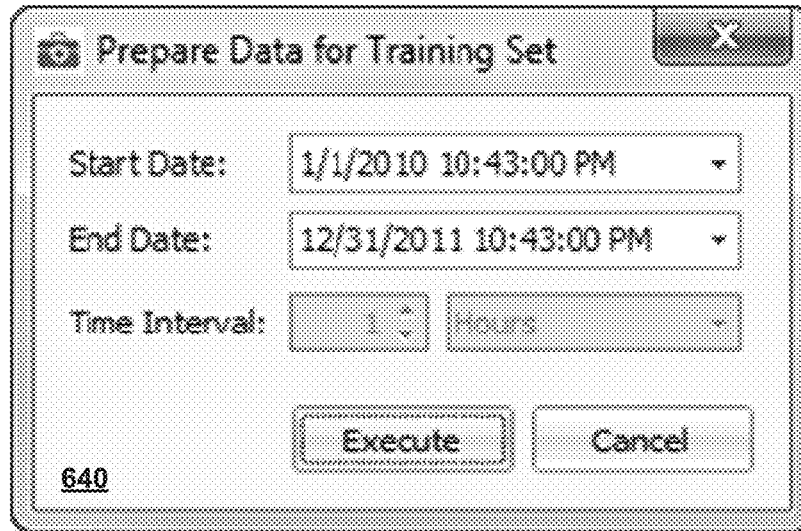 Prepare Data for Training Set X
Start Date: 1/1/2010 10:43:00 PM
End Date: 12/31/2011 10:43:00 PM
Time Interval: 1 Hours
Execute Cancel
640